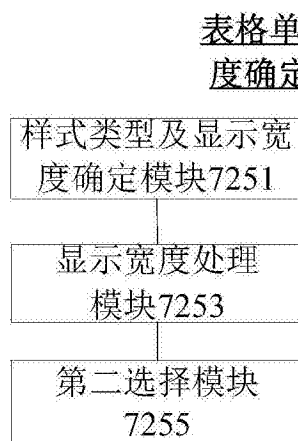 表格单
度确定
样式类型及显示宽
度确定模块7251
显示宽度处理
模块7253
第二选择模块
7255